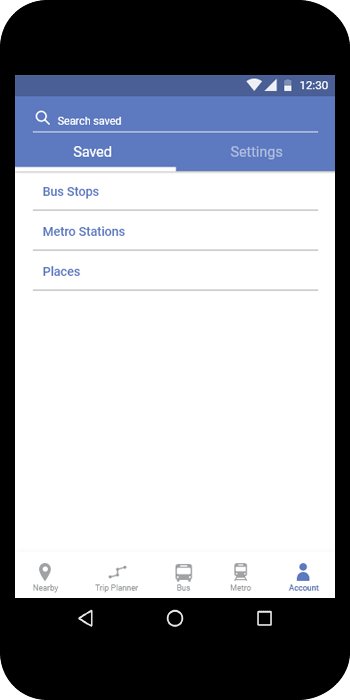 12:30
Search saved
Saved Settings
Bus Stops
Metro Stations
Places
Nearby Trip Planner Bus Metro Account